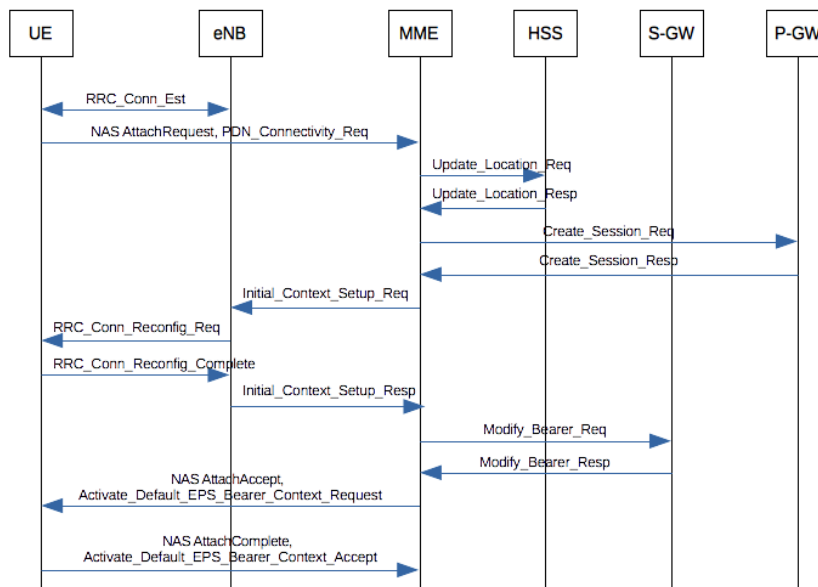 UE eNB MME HSS S-GW P-GW
RRC_Conn_Est
NAS AttachRequest, PDN_Connectivity_Req
Update_Location_Req
Update_Location_Resp
Create_Session_Req
Create_Session_Resp
Initial_Context_Setup_Req
RRC_Conn_Reconfig_Req
RRC_Conn_Reconfig_Complete
Initial_Context_Setup_Resp
Modify_Bearer_Req
Modify_Bearer_Resp
NAS AttachAccept,
Activate_Default_EPS_Bearer_Context_Request
NAS AttachComplete,
Activate_Default_EPS_Bearer_Context_Accept